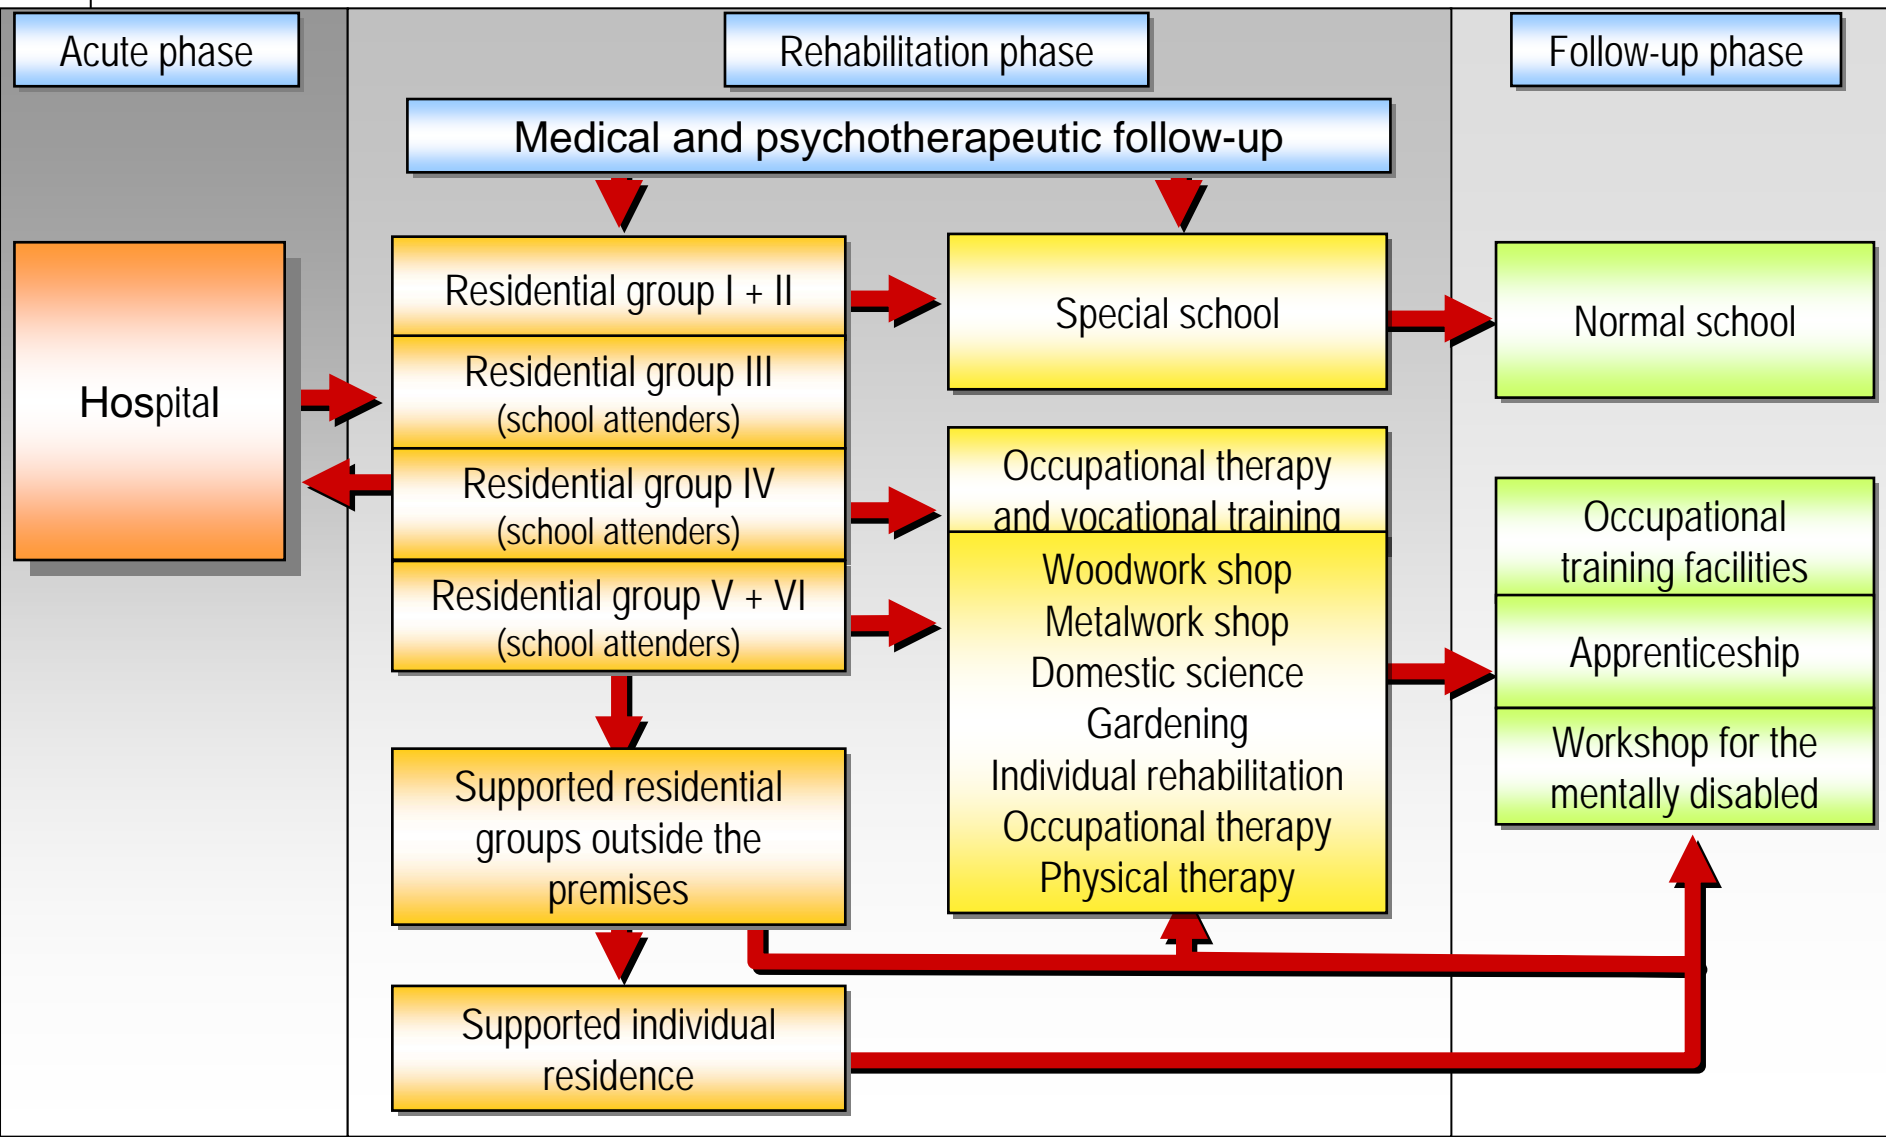 Acute phase
Rehabilitation phase
Follow-up phase
Medical and psychotherapeutic follow-up
Hospital
Residential group I + II
Residential group III
(school attenders)
Residential group IV
(school attenders)
Residential group V + VI
(school attenders)
Supported residential
groups outside the
premises
Supported individual
residence
Special school
Occupational therapy
and vocational training
Woodwork shop
Metalwork shop
Domestic science
Gardening
Individual rehabilitation
Occupational therapy
Physical therapy
Normal school
Occupational
training facilities
Apprenticeship
Workshop for the
mentally disabled